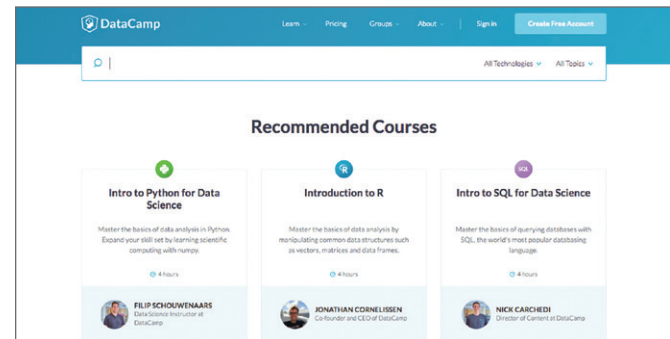 DataCamp
Learn Pricing Groups About Sign in Create Free Account
All Technologies All Topics
Recommended Courses
R
SQL
Intro to Python for Data
Science
Master the basics of data analysis in Python.
Expand your skill set by learning scientific
computing with numpy.
4 hours
FILIP SCHOUWENAARS
Data Science Instructor at
DataCamp
Introduction to R
Master the basics of data analysis by
manipulating common data structures such
as vectors, matrices and data frames.
4 hours
JONATHAN CORNELISSEN
Co-founder and CEO of DataCamp
Intro to SQL for Data Science
Master the basics of querying databases with
SQL, the world's most popular databasing
language.
4 hours
NICK CARCHEDI
Director of Content at DataCamp